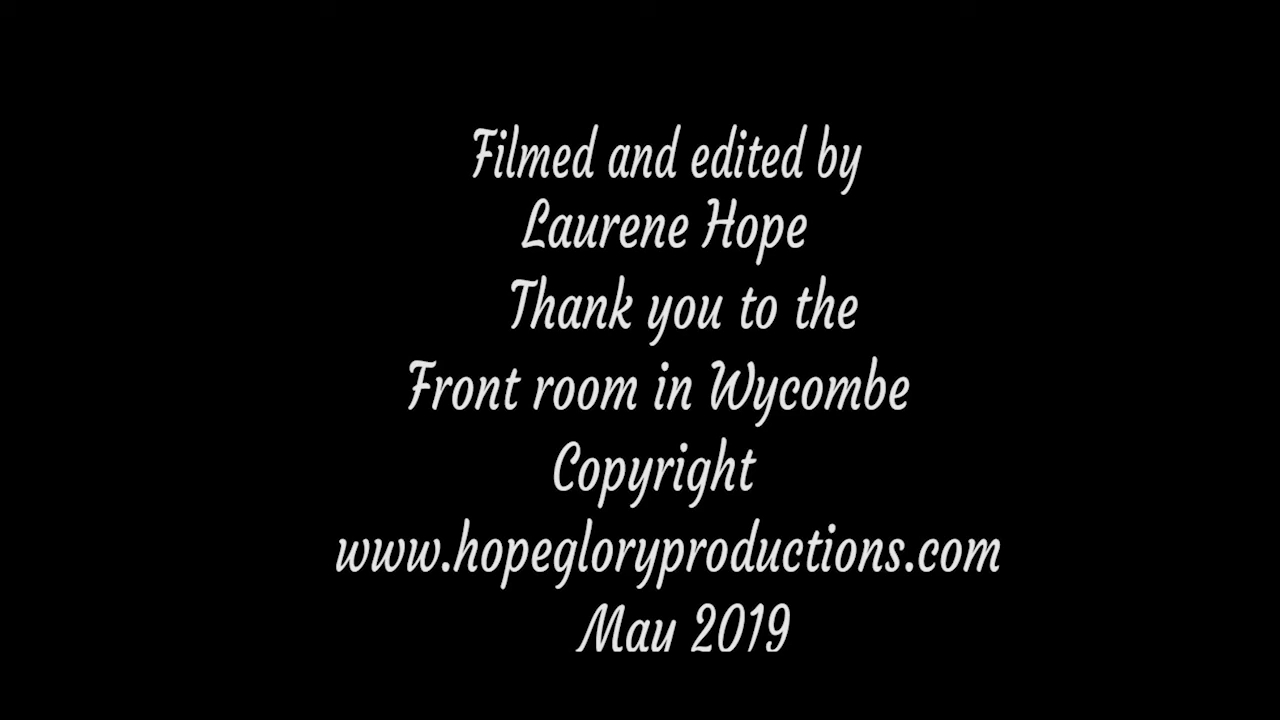 Filmed and edited by
Laurene Hope
Thank you to the
Front room in Wycombe
Copyright
www.hopegloryproductions.com
May 2019